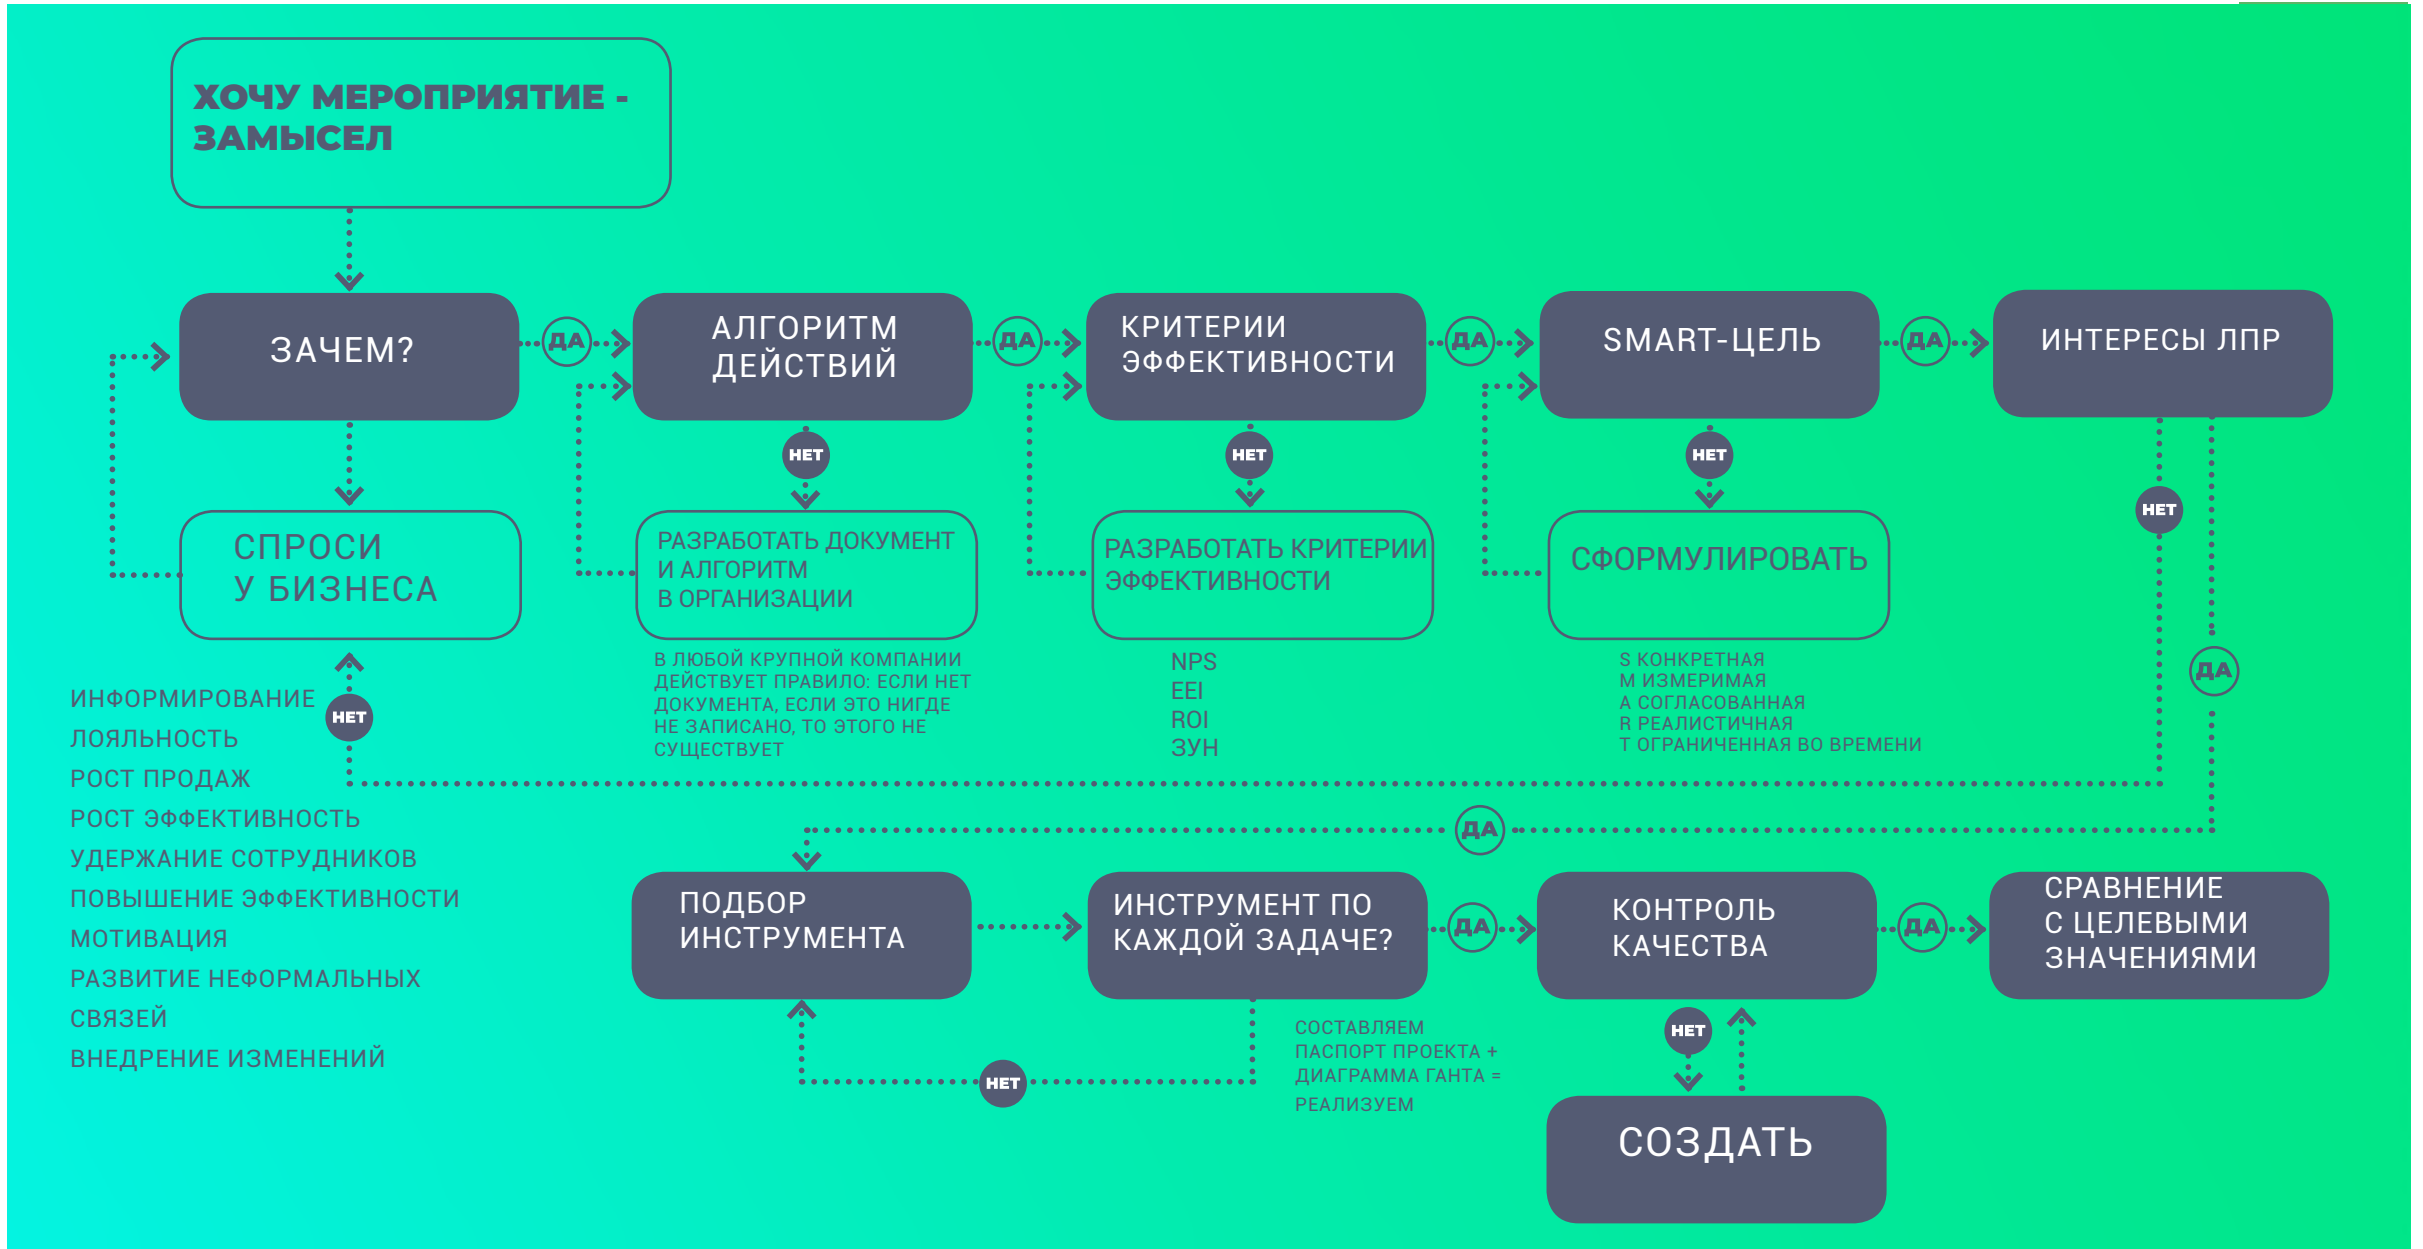 ХОЧУ МЕРОПРИЯТИЕ -
ЗАМЫСЕЛ
ЗАЧЕМ?
ДА
АЛГОРИТМ
ДЕЙСТВИЙ
ДА
КРИТЕРИИ
ЭФФЕКТИВНОСТИ
ДА
SMART-ЦЕЛЬ
ДА
ИНТЕРЕСЫ ЛПР
НЕТ
НЕТ
НЕТ
НЕТ
СПРОСИ
У БИЗНЕСА
РАЗРАБОТАТЬ ДОКУМЕНТ
И АЛГОРИТМ
В ОРГАНИЗАЦИИ
РАЗРАБОТАТЬ КРИТЕРИИ
ЭФФЕКТИВНОСТИ
СФОРМУЛИРОВАТЬ
В ЛЮБОЙ КРУПНОЙ КОМПАНИИ
ДЕЙСТВУЕТ ПРАВИЛО: ЕСЛИ НЕТ
ДОКУМЕНТА, ЕСЛИ ЭТО НИГДЕ
НЕ ЗАПИСАНО, ТО ЭТОГО НЕ
СУЩЕСТВУЕТ
NPS
EEI
ROI
ЗУН
S КОНКРЕТНАЯ
M ИЗМЕРИМАЯ
A СОГЛАСОВАННАЯ
R РЕАЛИСТИЧНАЯ
T ОГРАНИЧЕННАЯ ВО ВРЕМЕНИ
ДА
НЕТ
ИНФОРМИРОВАНИЕ
ЛОЯЛЬНОСТЬ
РОСТ ПРОДАЖ
РОСТ ЭФФЕКТИВНОСТЬ
УДЕРЖАНИЕ СОТРУДНИКОВ
ПОВЫШЕНИЕ ЭФФЕКТИВНОСТИ
МОТИВАЦИЯ
РАЗВИТИЕ НЕФОРМАЛЬНЫХ
СВЯЗЕЙ
ВНЕДРЕНИЕ ИЗМЕНЕНИЙ
ДА
ПОДБОР
ИНСТРУМЕНТА
ИНСТРУМЕНТ ПО
КАЖДОЙ ЗАДАЧЕ?
ДА
КОНТРОЛЬ
КАЧЕСТВА
ДА
СРАВНЕНИЕ
С ЦЕЛЕВЫМИ
ЗНАЧЕНИЯМИ
НЕТ
СОСТАВЛЯЕМ
ПАСПОРТ ПРОЕКТА +
ДИАГРАММА ГАНТА =
РЕАЛИЗУЕМ
НЕТ
СОЗДАТЬ